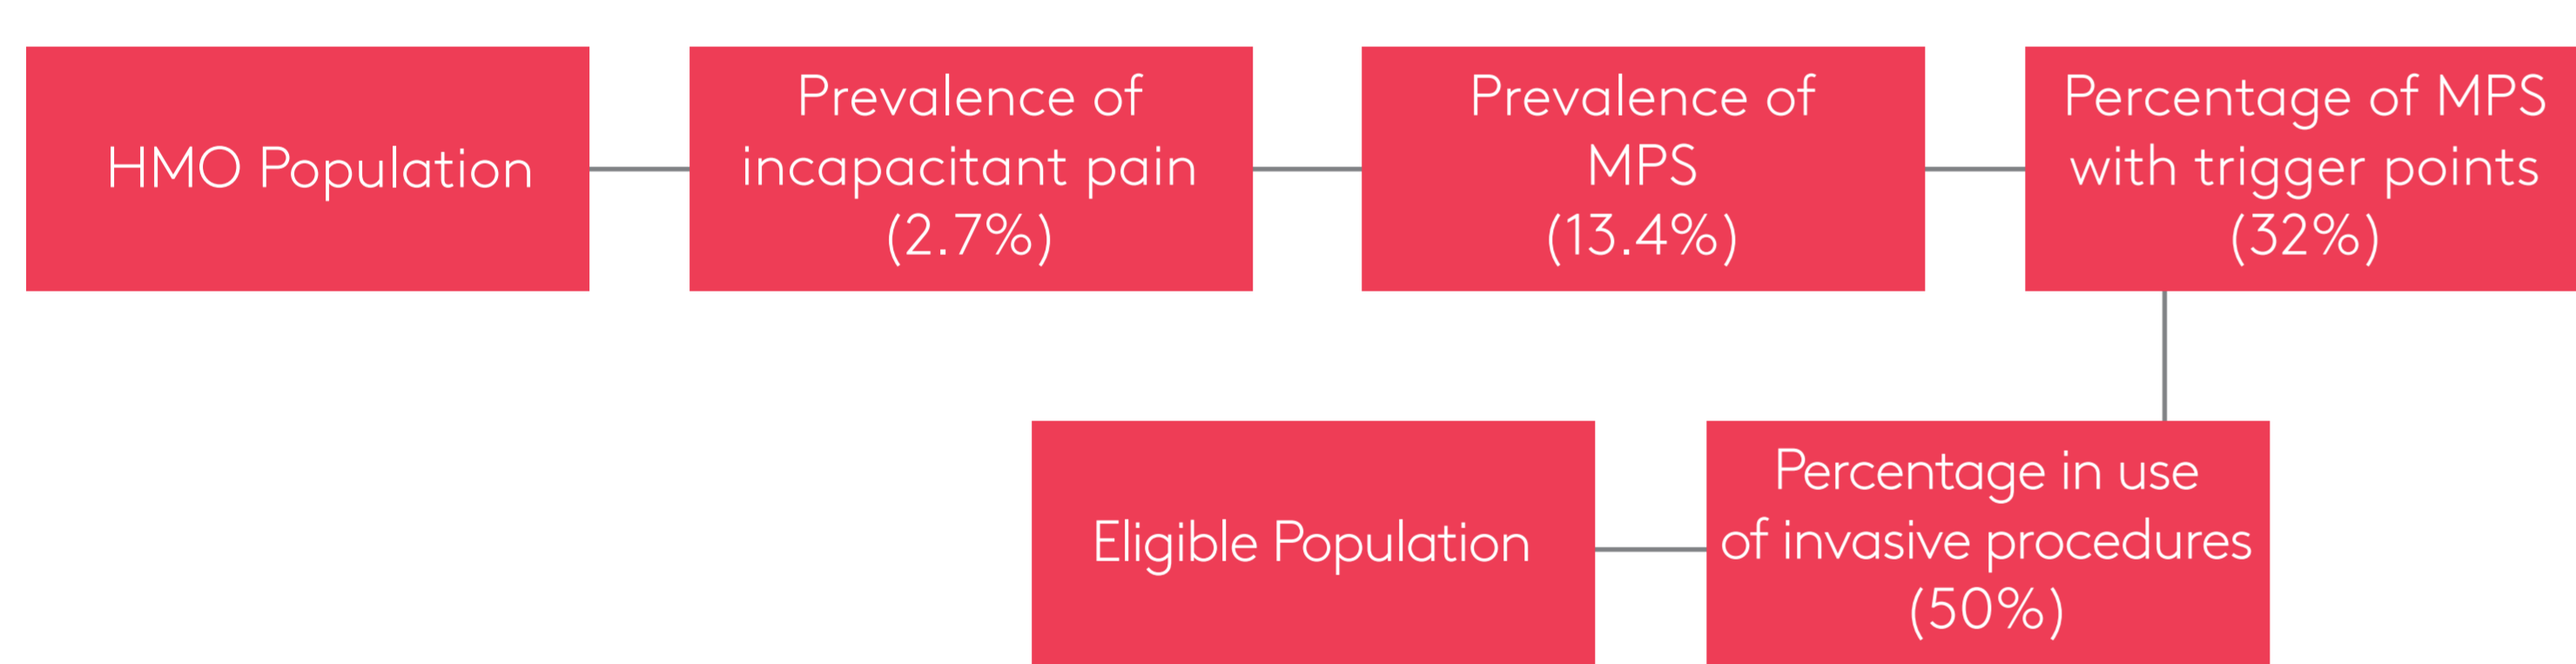 HMO Population
Prevalence of
incapacitant pain
(2.7%)
Prevalence of
MPS
(13.4%)
Percentage of MPS
with trigger points
(32%)
Eligible Population
Percentage in use
of invasive procedures
(50%)